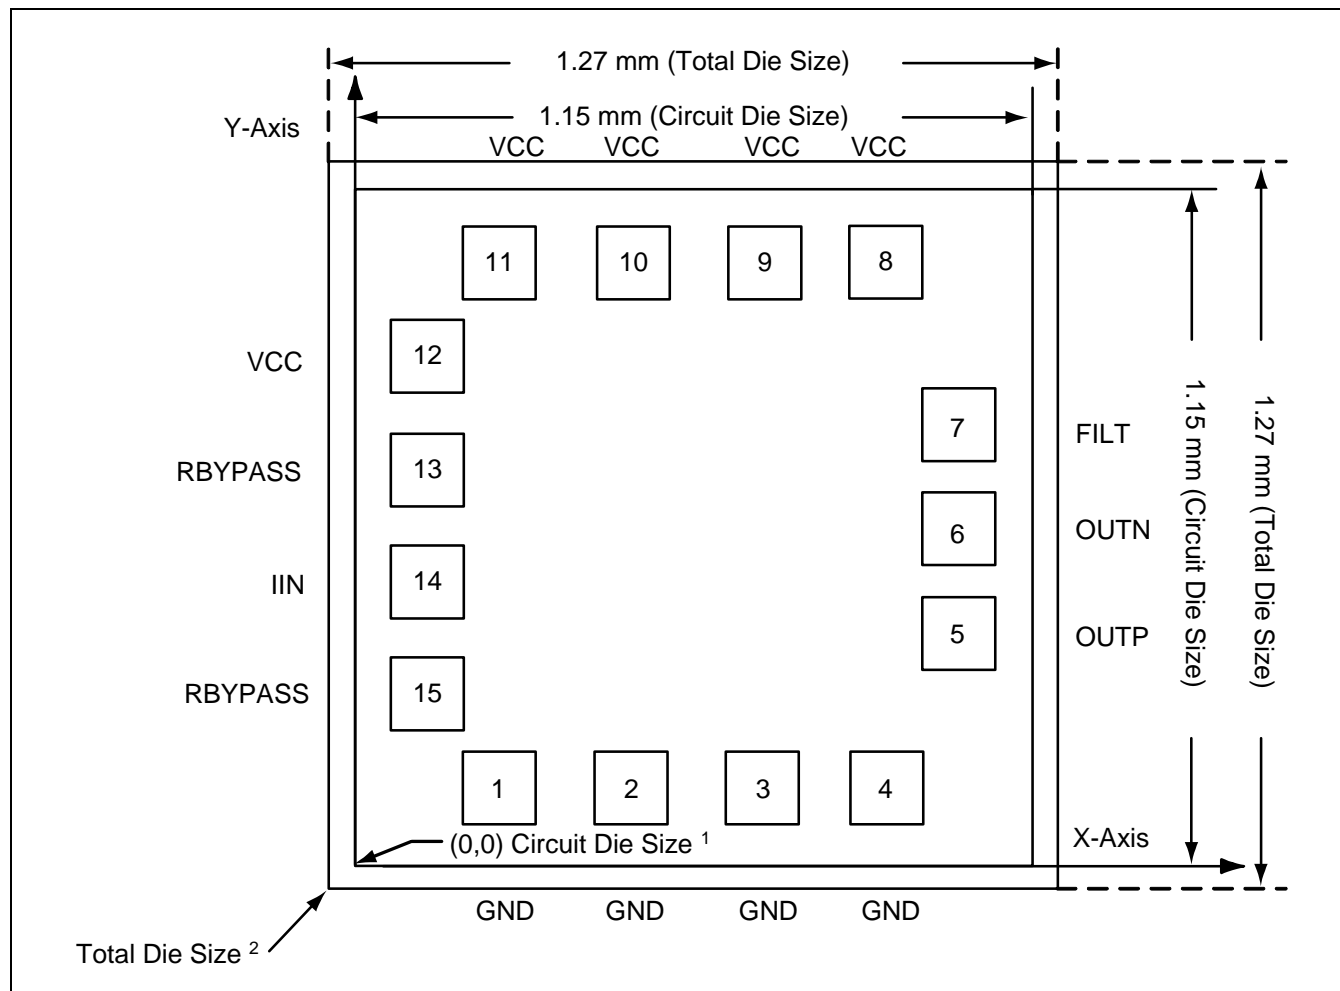 1.27 mm (Total Die Size)
1.15 mm (Circuit Die Size)
Y-Axis
VCC VCC VCC VCC
11 10 9 8
VCC 12
7 FILT
RBYPASS 13
6 OUTN
IIN 14
5 OUTP
RBYPASS 15
1 2 3 4
1.15 mm (Circuit Die Size)
1.27 mm (Total Die Size)
(0,0) Circuit Die Size 1
X-Axis
GND GND GND GND
Total Die Size 2